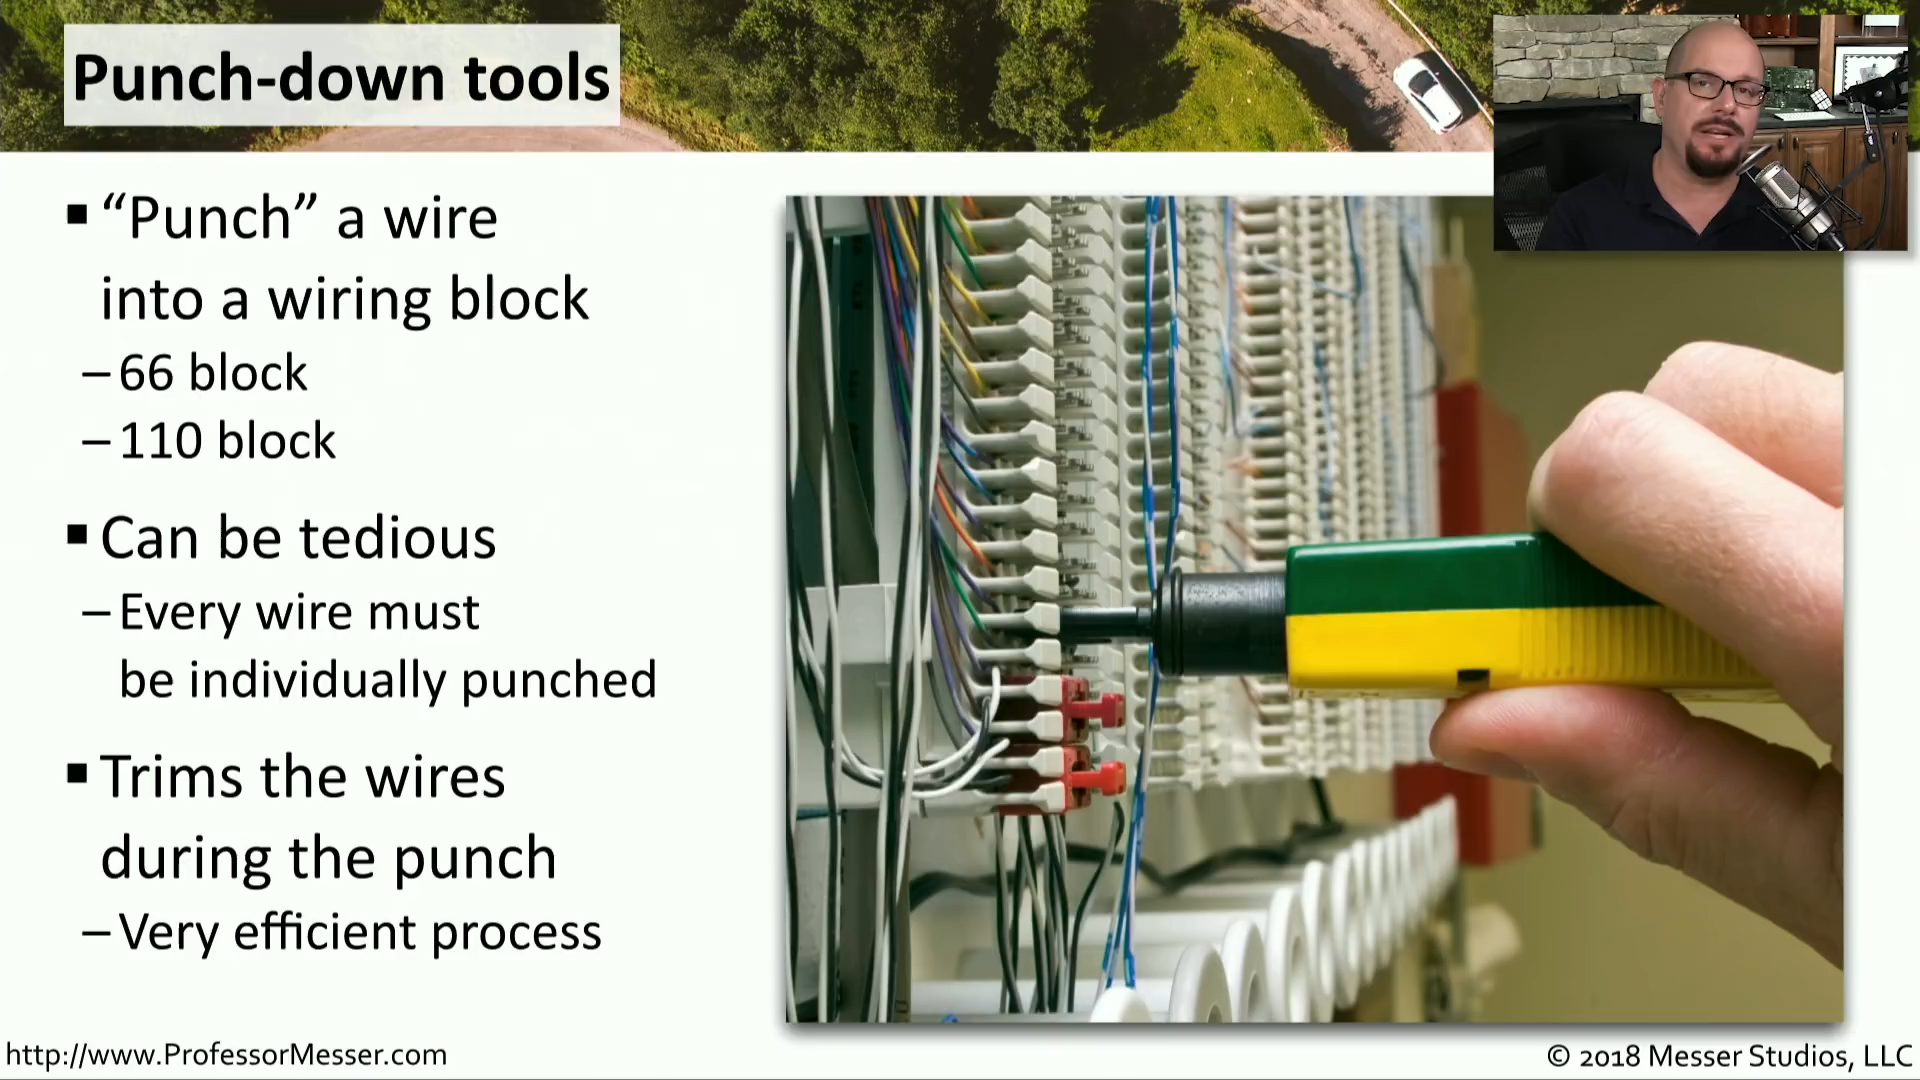 Punch-down tools
▪ “Punch” a wire
into a wiring block
– 66 block
– 110 block
▪ Can be tedious
– Every wire must
be individually punched
▪ Trims the wires
during the punch
– Very efficient process
http://www.ProfessorMesser.com
© 2018 Messer Studios, LLC